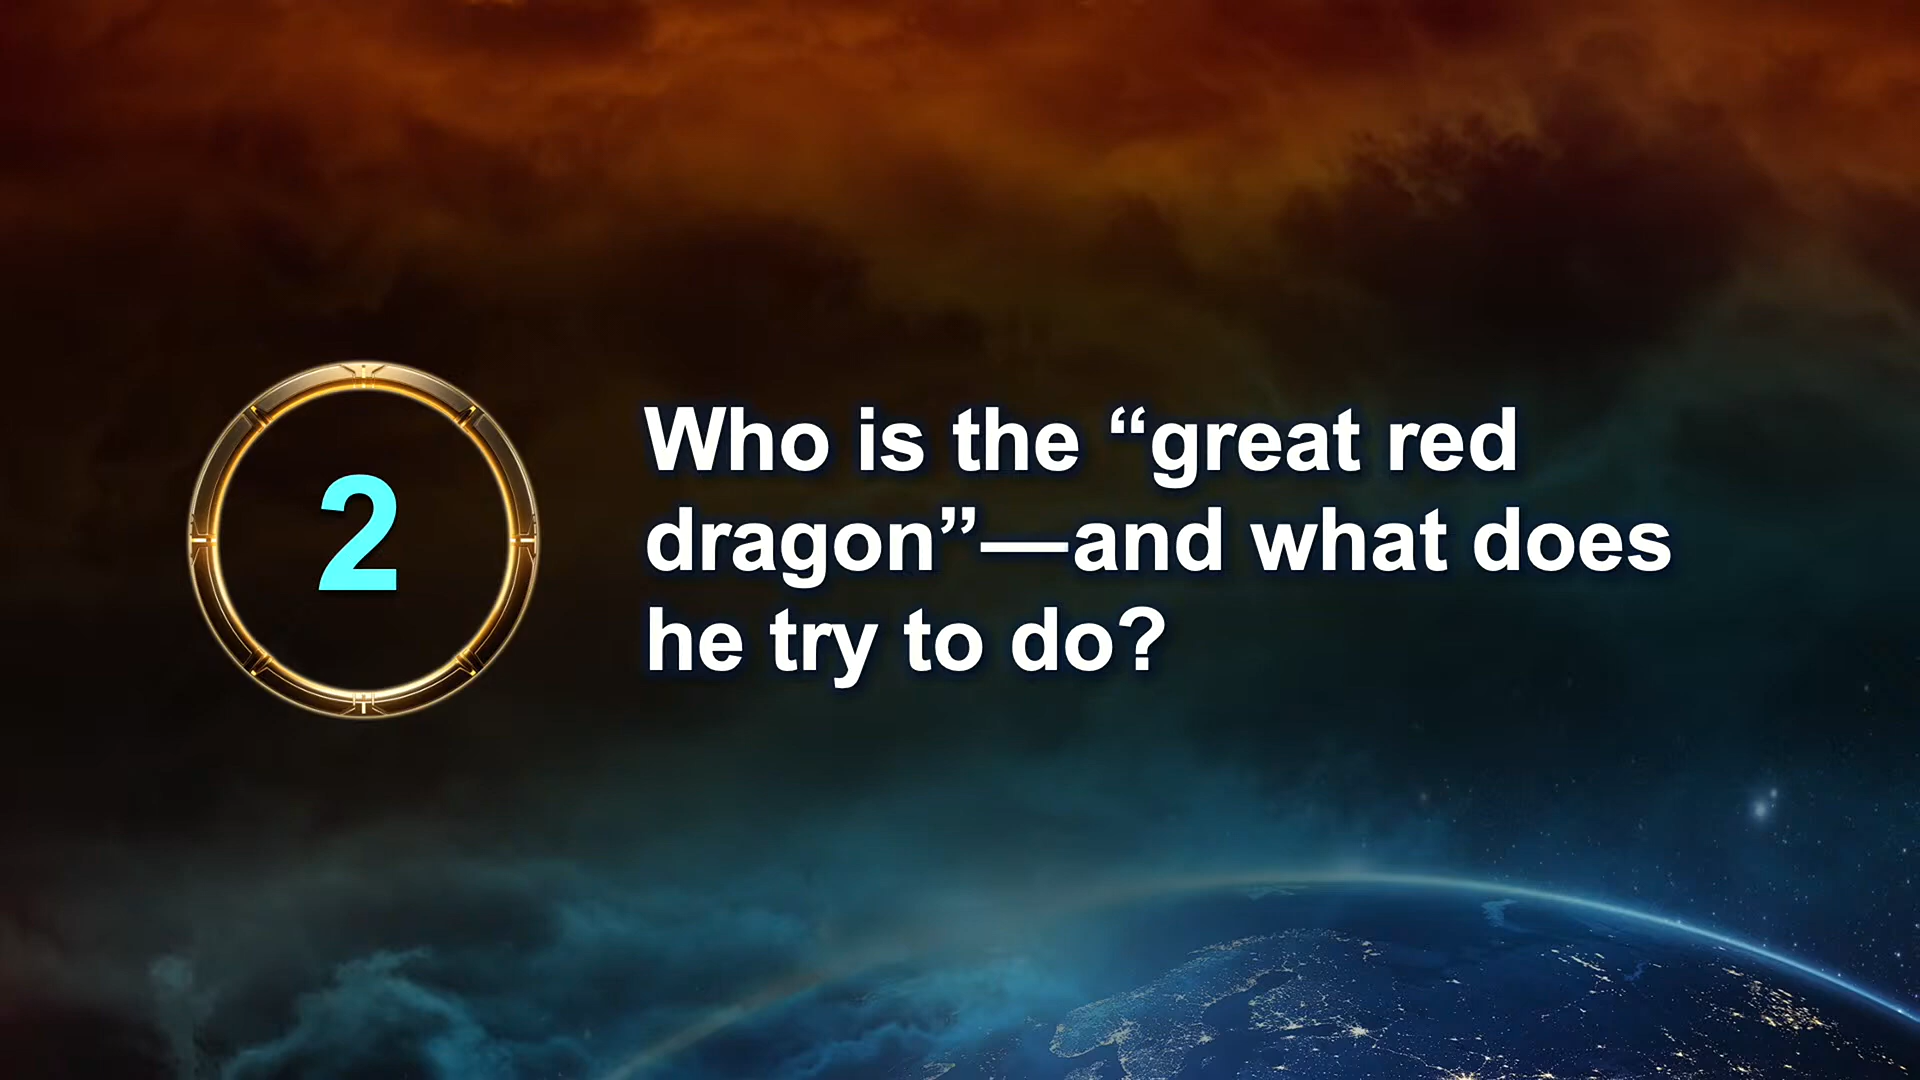 2
Who is the “great red
dragon”—and what does
he try to do?